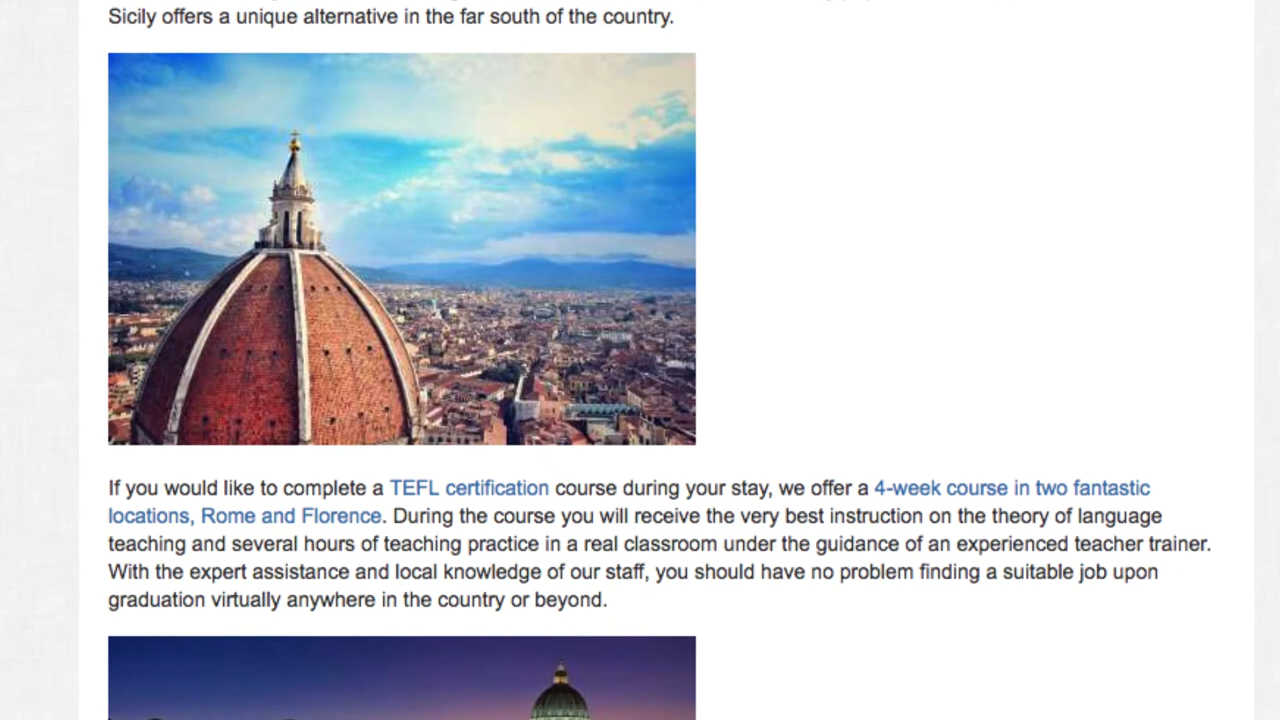 Sicily offers a unique alternative in the far south of the country.
If you would like to complete a TEFL certification course during your stay, we offer a 4-week course in two fantastic
locations, Rome and Florence. During the course you will receive the very best instruction on the theory of language
teaching and several hours of teaching practice in a real classroom under the guidance of an experienced teacher trainer.
With the expert assistance and local knowledge of our staff, you should have no problem finding a suitable job upon
graduation virtually anywhere in the country or beyond.